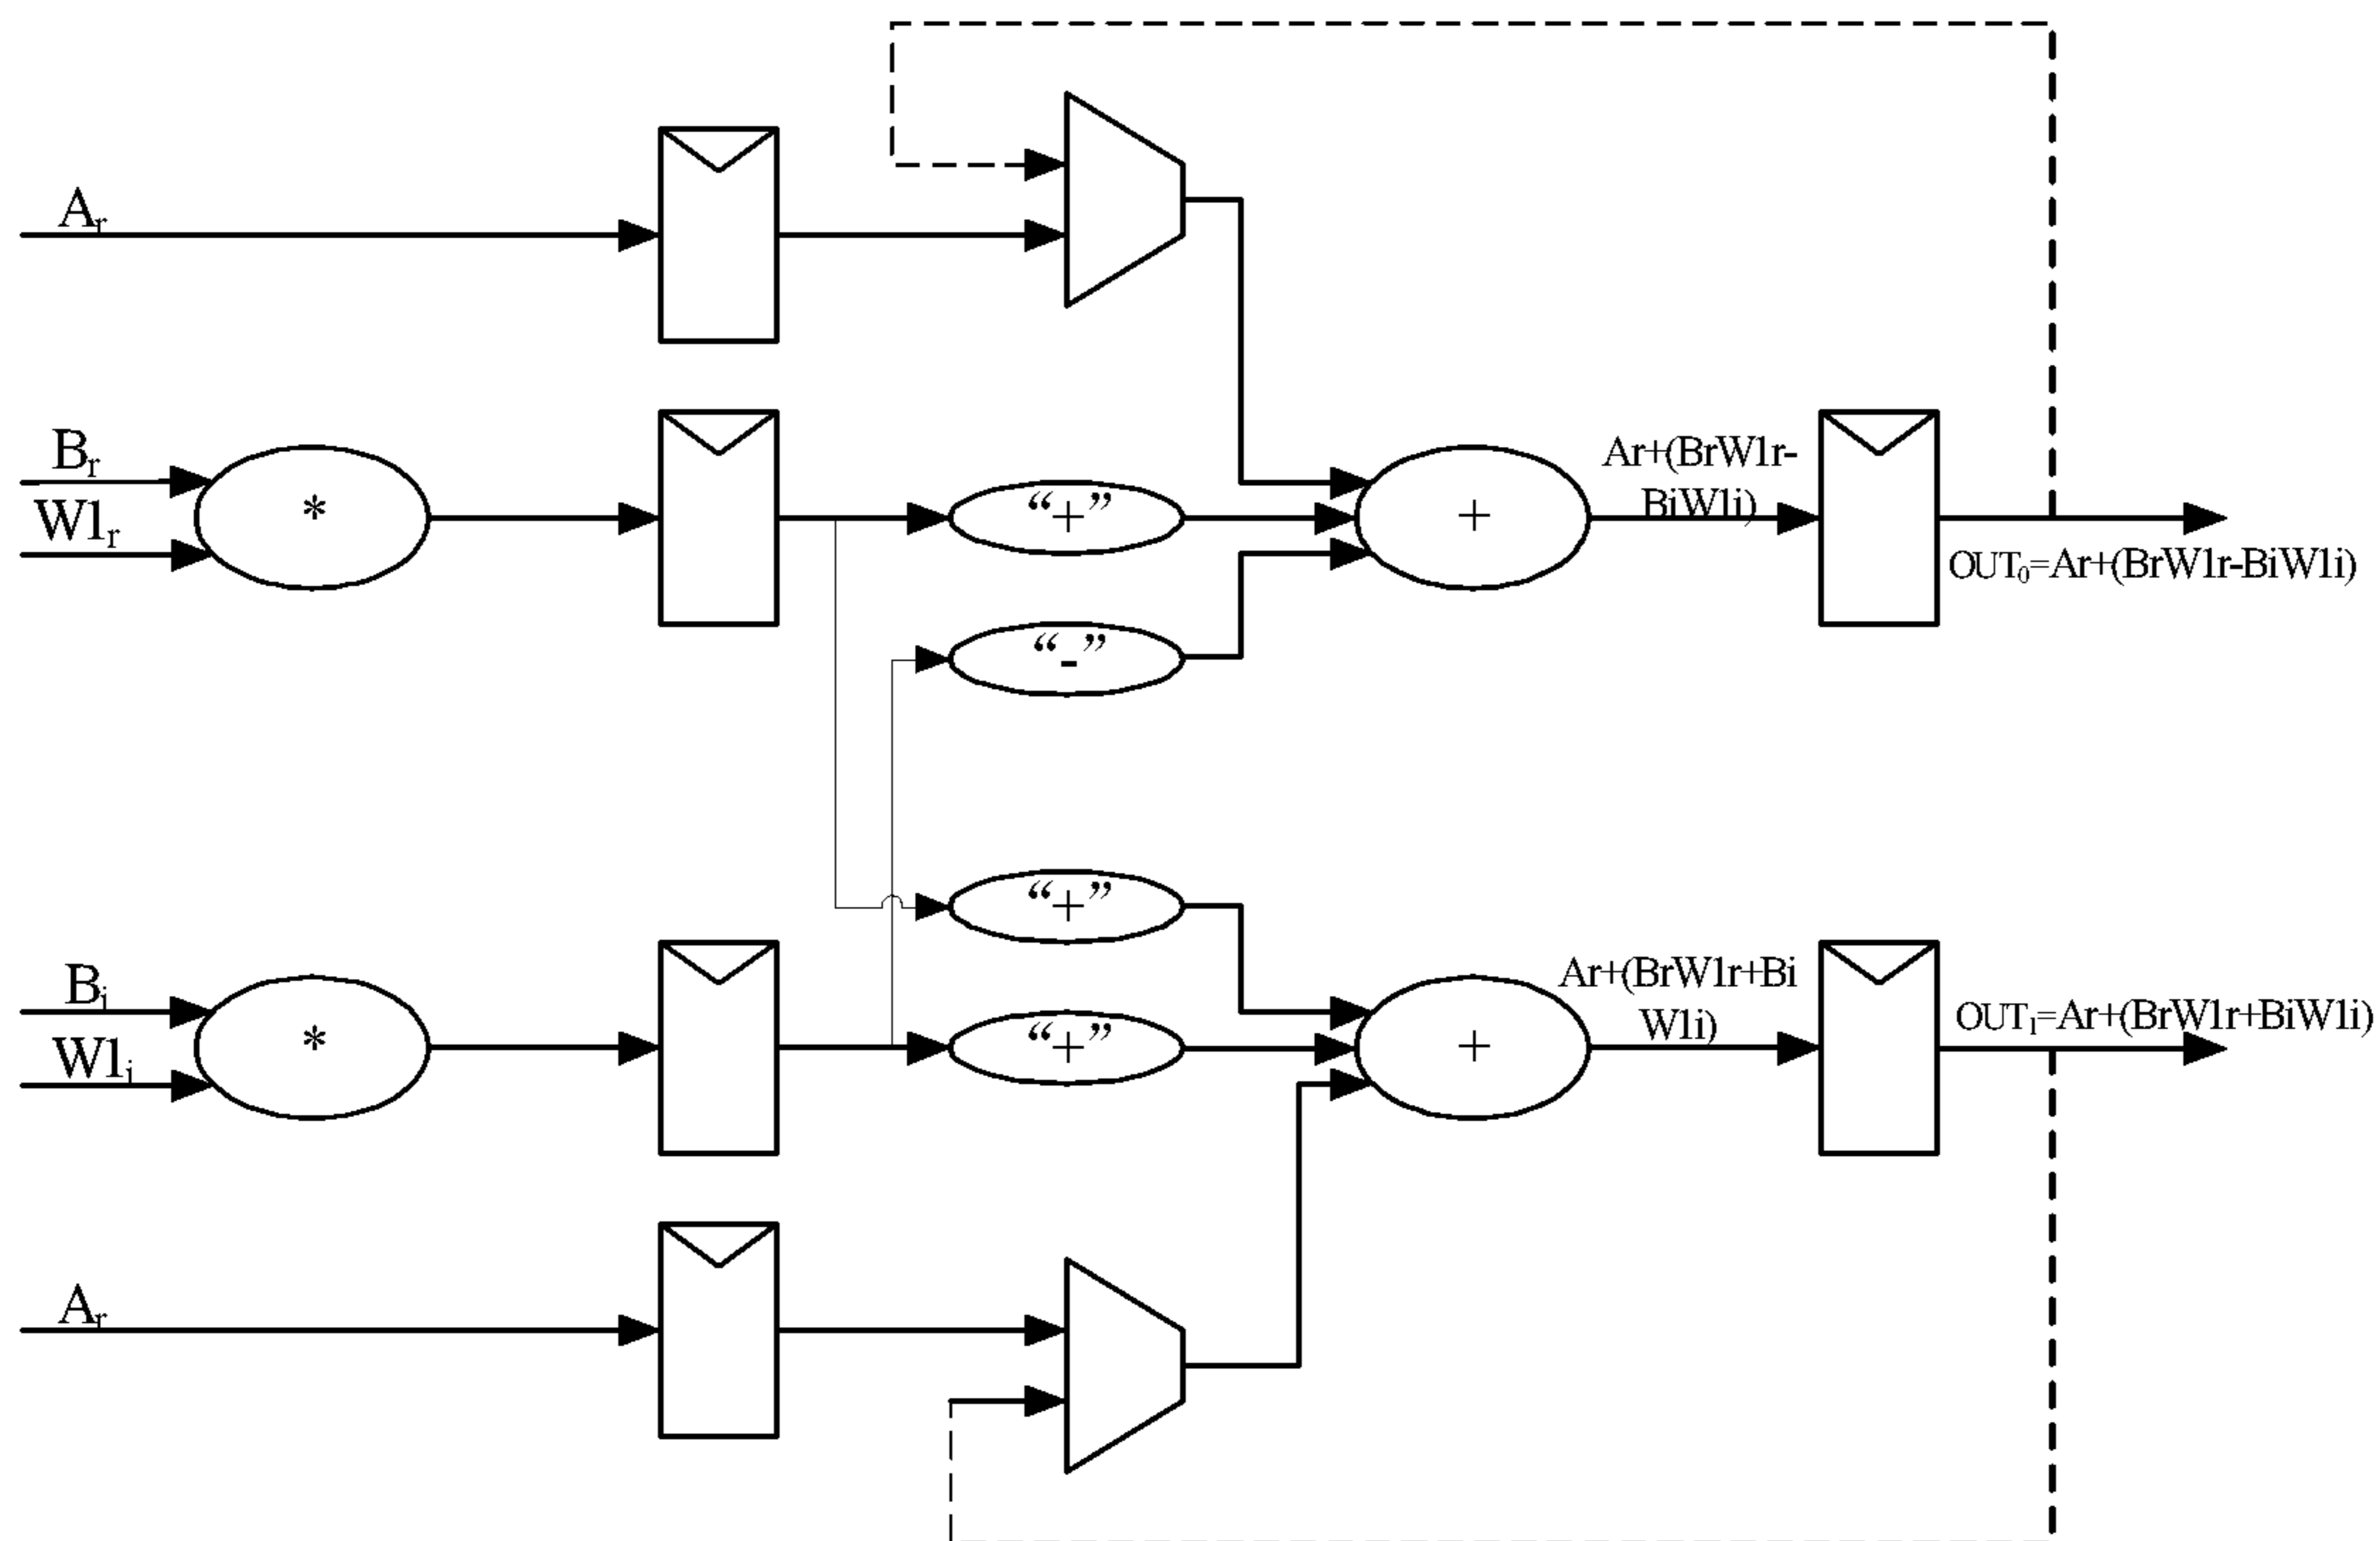 Ar
Br
W1r
*
“+”
+
Ar+(BrW1r-
BiW1i)
OUT0=Ar+(BrW1r-BiW1i)
“-”
“+”
Bi
W1i
*
“+”
+
Ar+(BrW1r+Bi
W1i)
OUT1=Ar+(BrW1r+BiW1i)
Ar